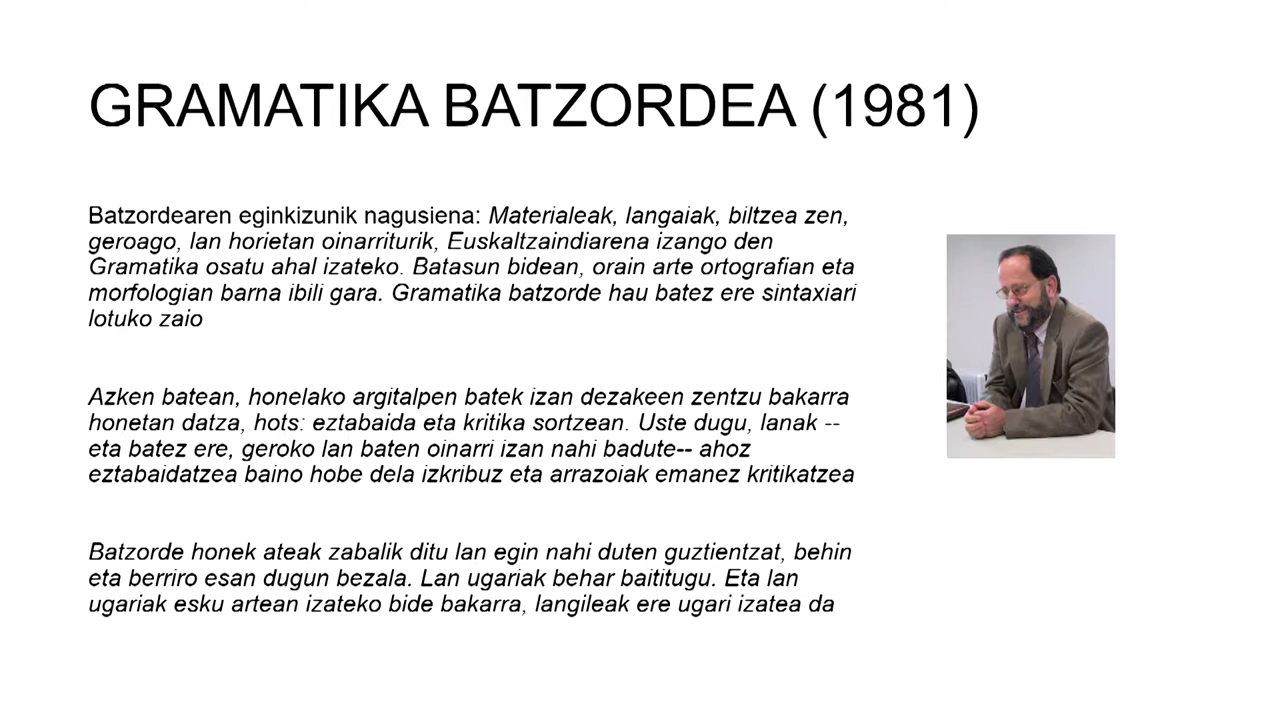 GRAMATIKA BATZORDEA (1981)
Batzordearen eginkizunik nagusiena: Materialeak, langaiak, biltzea zen,
geroago, lan horietan oinarriturik, Euskaltzaindiarena izango den
Gramatika osatu ahal izateko. Batasun bidean, orain arte ortografian eta
morfologian barna ibili gara. Gramatika batzorde hau batez ere sintaxiari
lotuko zaio
Azken batean, honelako argitalpen batek izan dezakeen zentzu bakarra
honetan datza, hots: eztabaida eta kritika sortzean. Uste dugu, lanak --
eta batez ere, geroko lan baten oinarri izan nahi badute-- ahoz
eztabaidatzea baino hobe dela izkribuz eta arrazoiak emanez kritikatzea
Batzorde honek ateak zabalik ditu lan egin nahi duten guztientzat, behin
eta berriro esan dugun bezala. Lan ugariak behar baititugu. Eta lan
ugariak esku artean izateko bide bakarra, langileak ere ugari izatea da